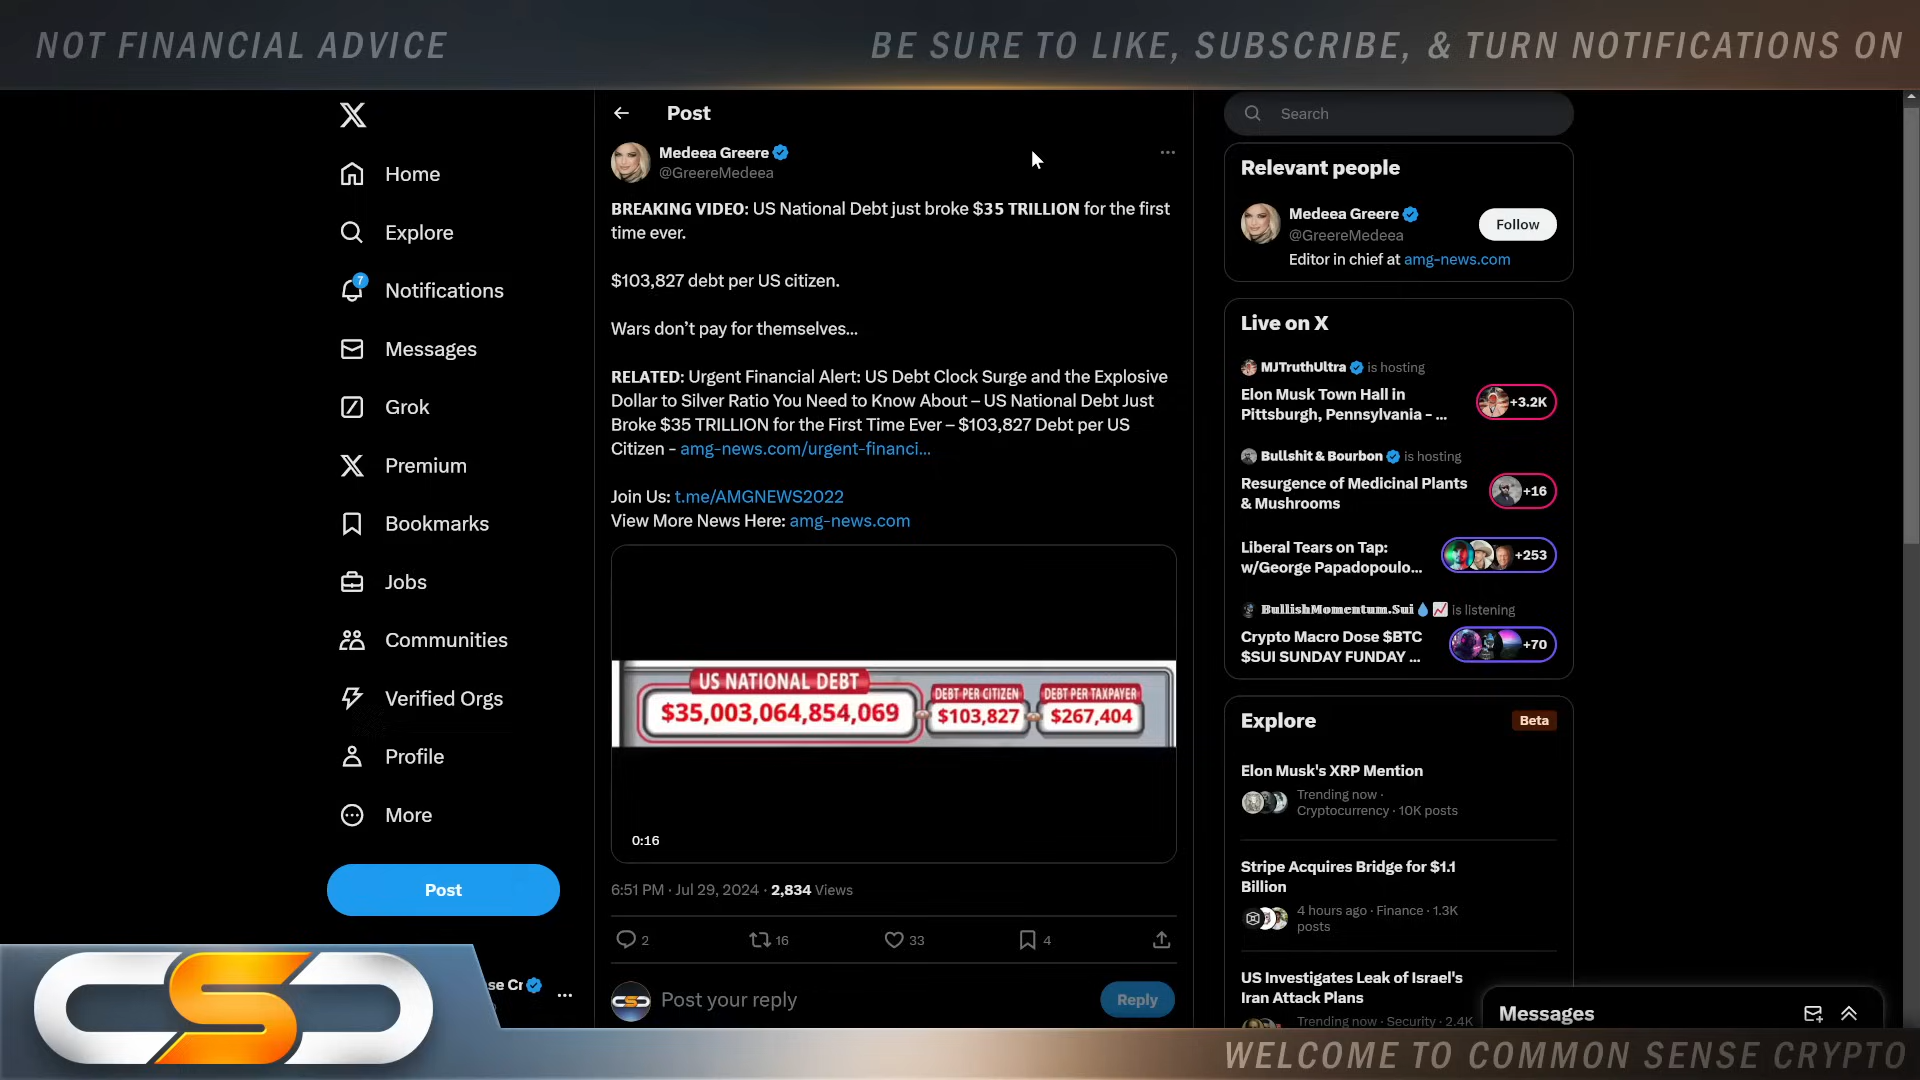 NOT FINANCIAL ADVICE
BE SURE TO LIKE, SUBSCRIBE, & TURN NOTIFICATIONS ON
Home
Explore
7
Notifications
Messages
Grok
Premium
Bookmarks
Jobs
Communities
Verified Orgs
Profile
More
Post
se Cr
Post
Medeea Greere
@GreereMedeea
BREAKING VIDEO: US National Debt just broke $35 TRILLION for the first
time ever.
$103,827 debt per US citizen.
Wars don’t pay for themselves...
RELATED: Urgent Financial Alert: US Debt Clock Surge and the Explosive
Dollar to Silver Ratio You Need to Know About – US National Debt Just
Broke $35 TRILLION for the First Time Ever – $103,827 Debt per US
Citizen - amg-news.com/urgent-financi...
Join Us: t.me/AMGNEWS2022
View More News Here: amg-news.com
US NATIONAL DEBT
$35,003,064,854,069
DEBT PER CITIZEN
$103,827
DEBT PER TAXPAYER
$267,404
0:16
6:51 PM · Jul 29, 2024 · 2,834 Views
2
16
33
4
Post your reply
Reply
Search
Relevant people
Medeea Greere
@GreereMedeea
Follow
Editor in chief at amg-news.com
Live on X
MJTruthUltra is hosting
Elon Musk Town Hall in
Pittsburgh, Pennsylvania - ...
+3.2K
Bullshit & Bourbon is hosting
Resurgence of Medicinal Plants
& Mushrooms
+16
Liberal Tears on Tap:
w/George Papadopoulo...
+253
BullishMomentum.Sui is listening
Crypto Macro Dose $BTC
$SUI SUNDAY FUNDAY ...
+70
Explore
Beta
Elon Musk's XRP Mention
Trending now ·
Cryptocurrency · 10K posts
Stripe Acquires Bridge for $1.1
Billion
4 hours ago · Finance · 1.3K
posts
US Investigates Leak of Israel's
Iran Attack Plans
Trending now · Security · 2.4K
Messages
CSC
WELCOME TO COMMON SENSE CRYPTO